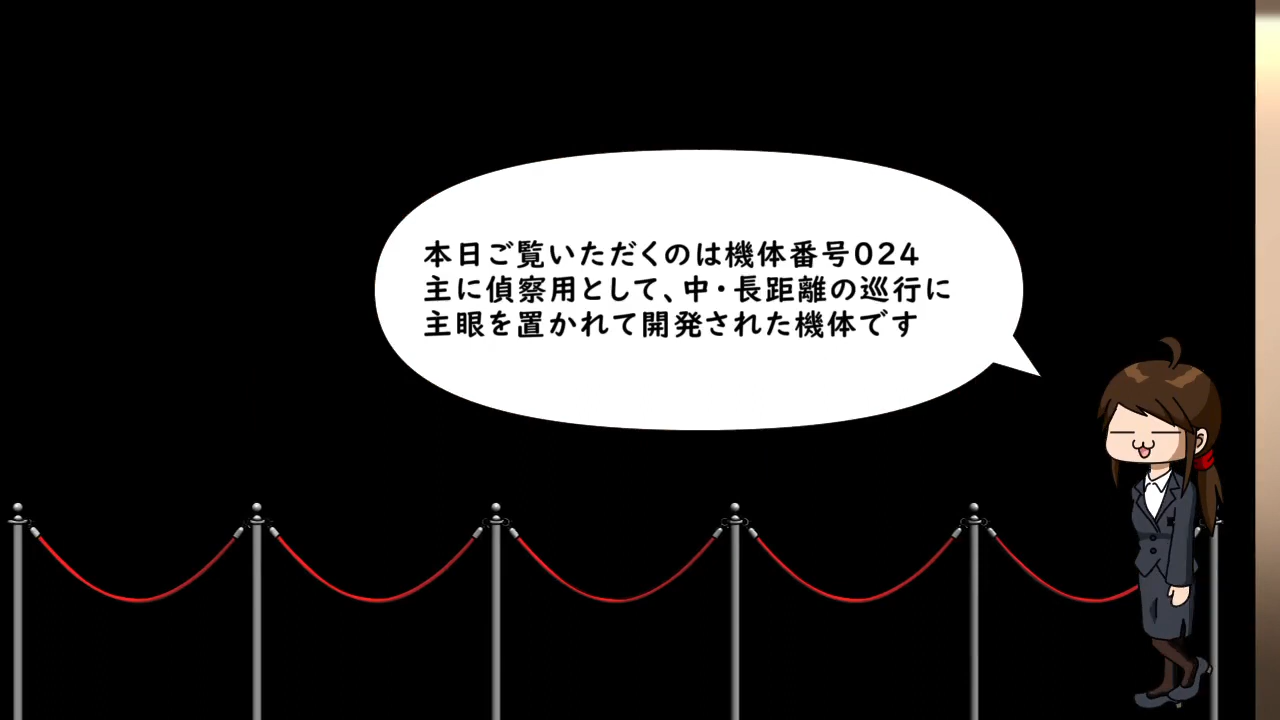 本日ご覧いただくのは機体番号024
主に偵察用として、中・長距離の巡行に
主眼を置かれて開発された機体です